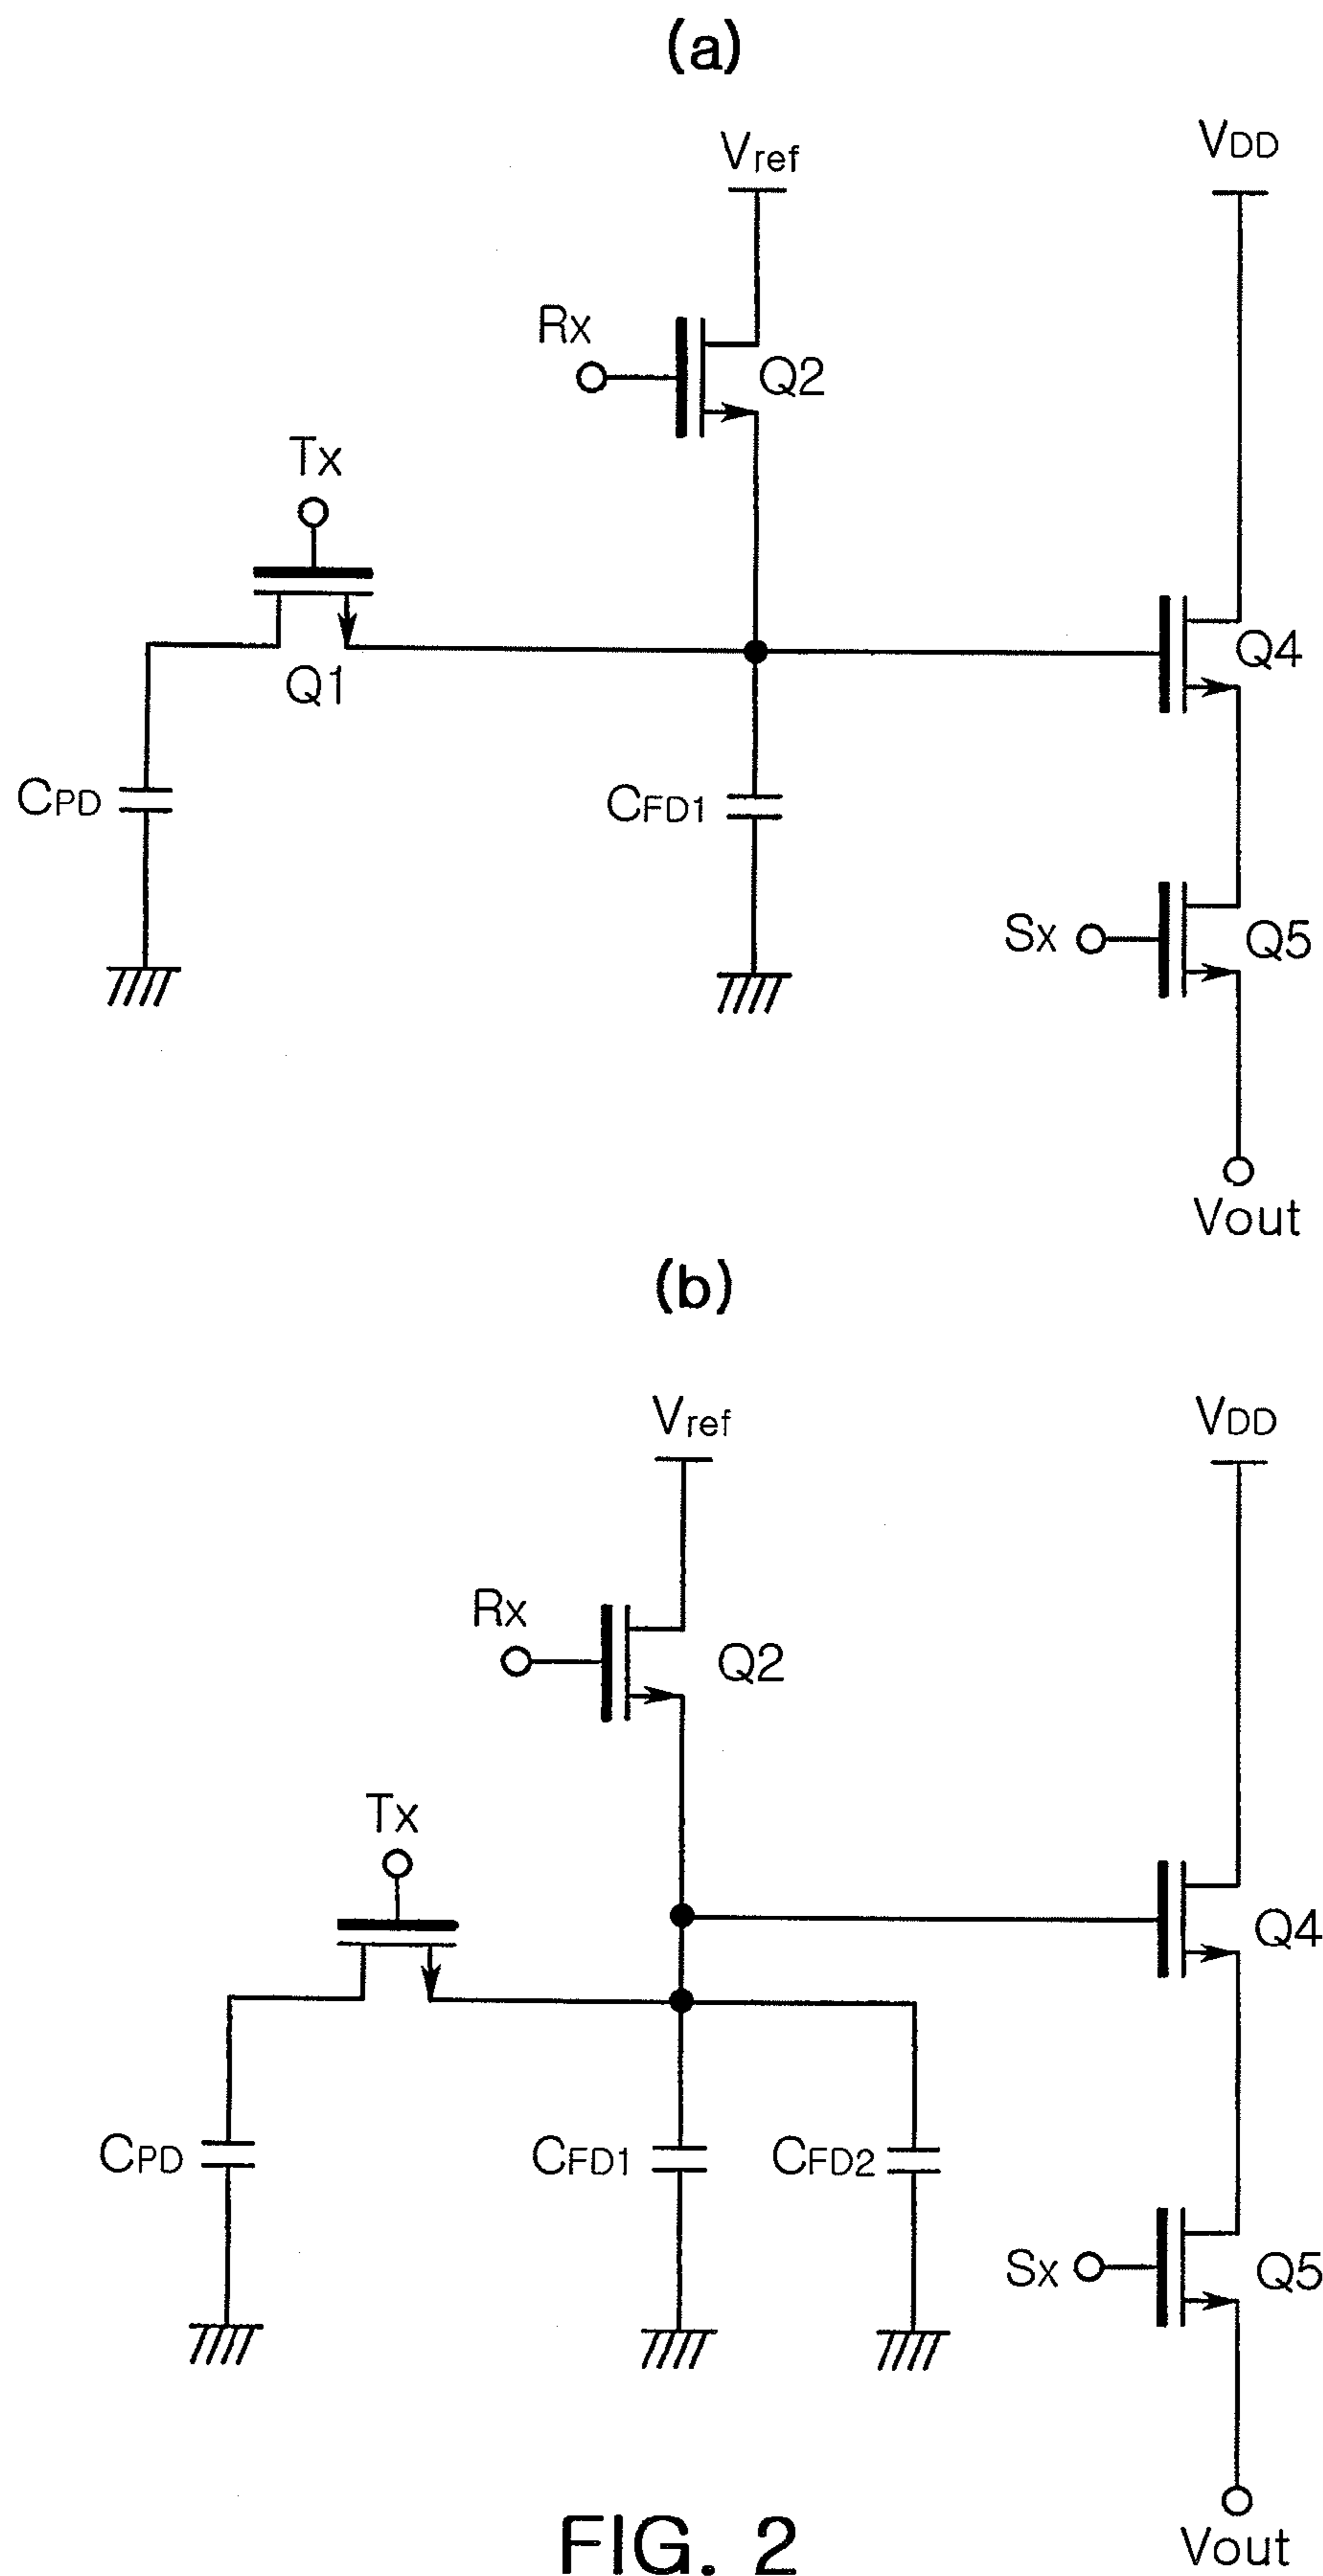 (a)
Vref
VDD
Rx
Q2
Tx
Q1
Q4
CPD
CFD1
Sx
Q5
Vout
(b)
Vref
VDD
Rx
Q2
Tx
Q4
CPD
CFD1
CFD2
Sx
Q5
Vout
FIG. 2